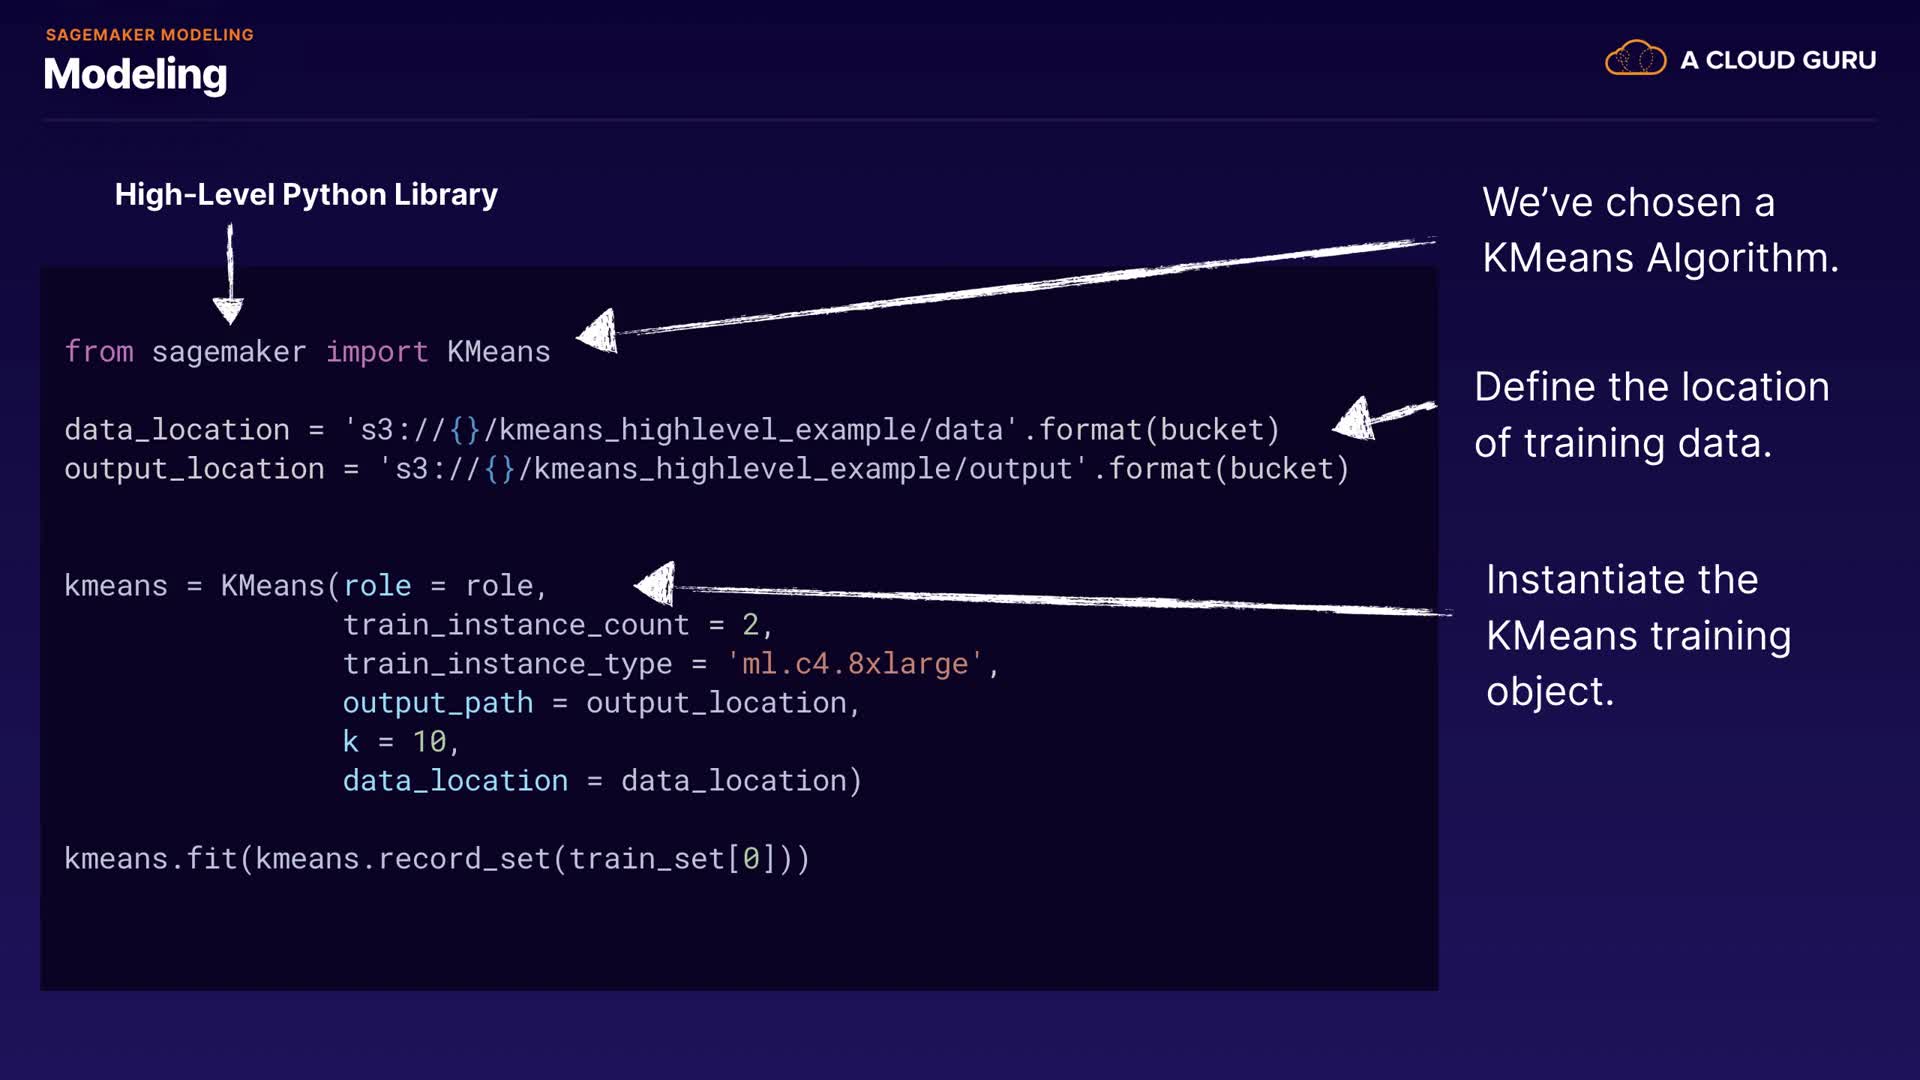 SAGEMAKER MODELING
Modeling
A CLOUD GURU
High-Level Python Library
from sagemaker import KMeans
data_location = 's3://{}/kmeans_highlevel_example/data'.format(bucket)
output_location = 's3://{}/kmeans_highlevel_example/output'.format(bucket)
kmeans = KMeans(role = role,
train_instance_count = 2,
train_instance_type = 'ml.c4.8xlarge',
output_path = output_location,
k = 10,
data_location = data_location)
kmeans.fit(kmeans.record_set(train_set[0]))
We’ve chosen a
KMeans Algorithm.
Define the location
of training data.
Instantiate the
KMeans training
object.